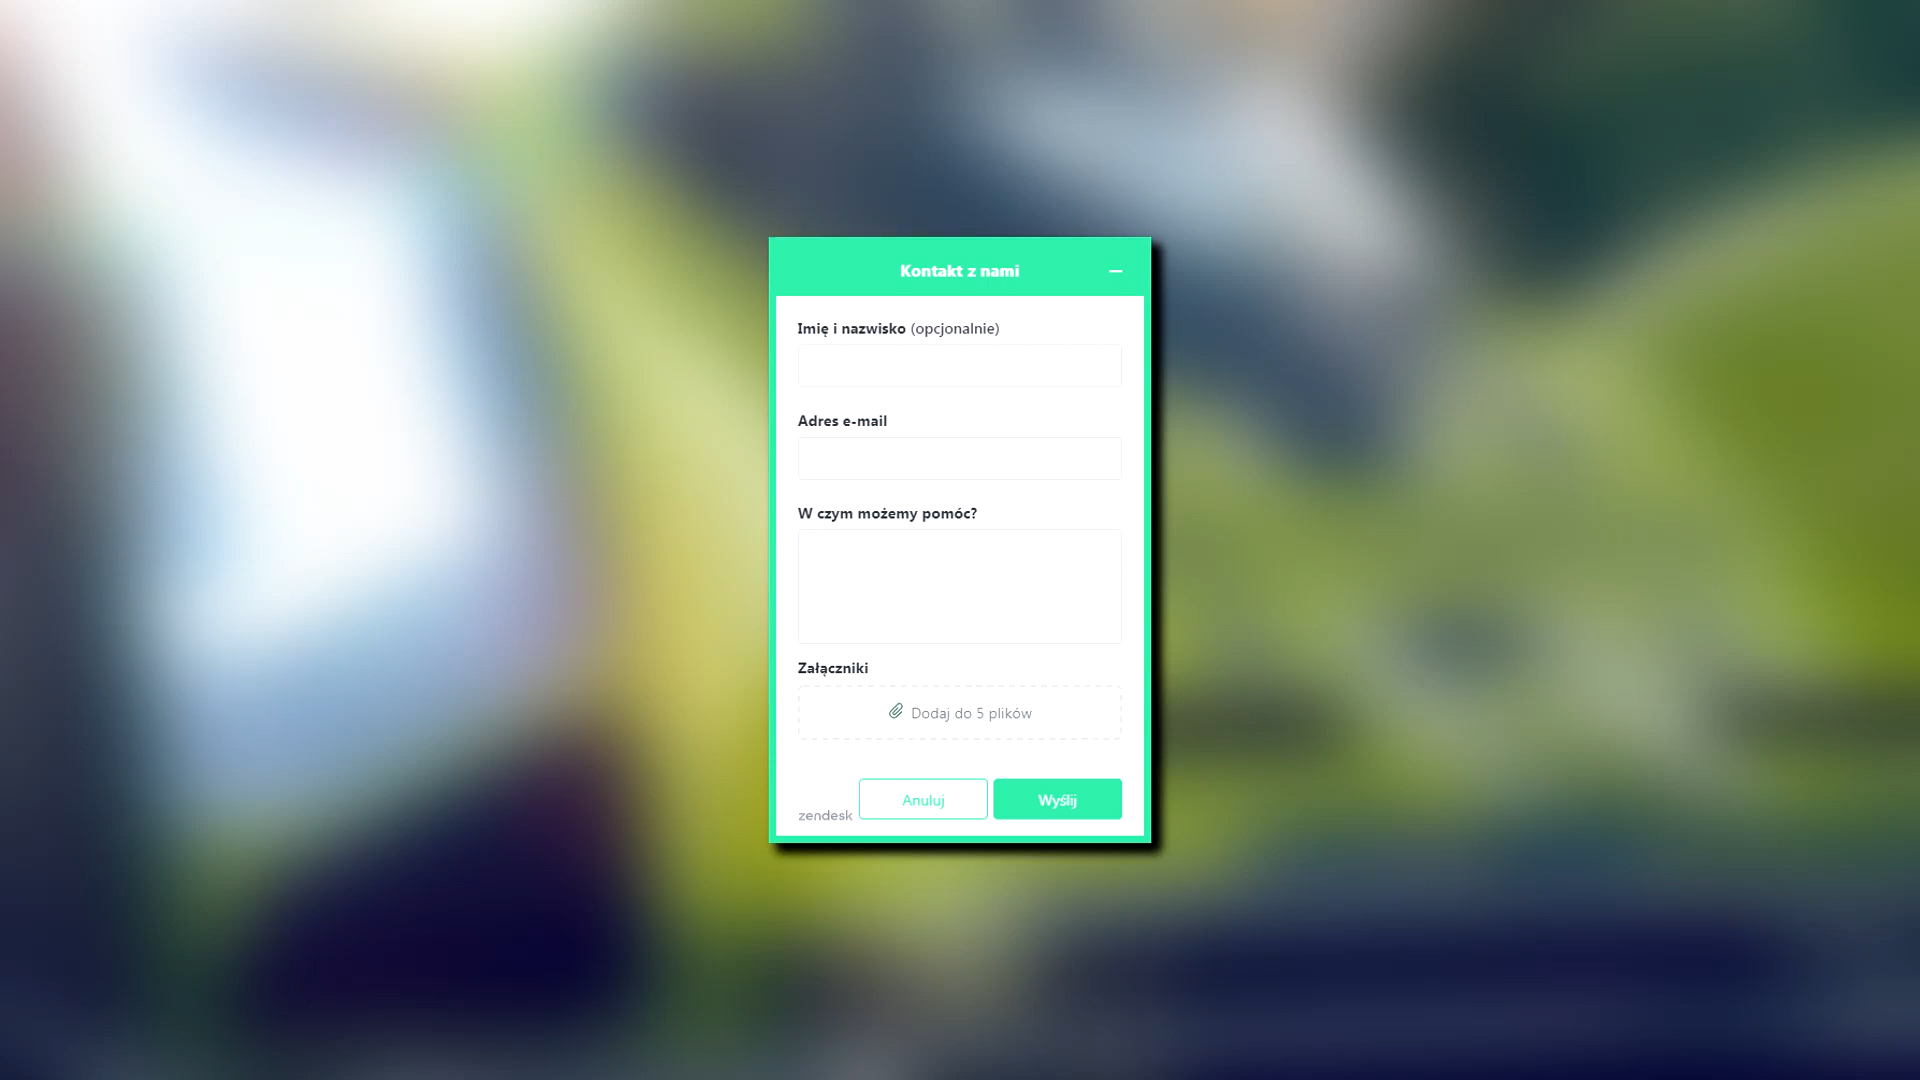 Kontakt z nami
Imię i nazwisko (opcjonalnie)
Adres e-mail
W czym możemy pomóc?
Załączniki
Dodaj do 5 plików
zendesk
Anuluj
Wyślij